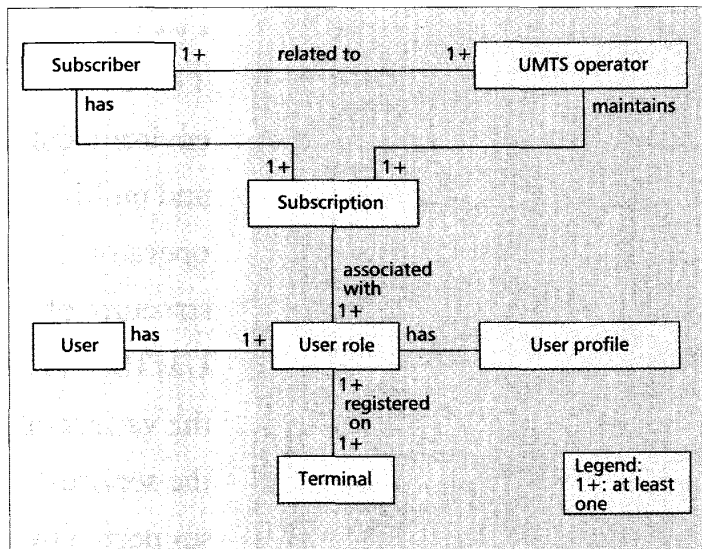 Subscriber 1+ related to 1+ UMTS operator
has maintains
1+ 1+
Subscription
associated
with
1+
User has 1+ User role has User profile
1+
registered
on
1+
Terminal
Legend:
1+: at least
one